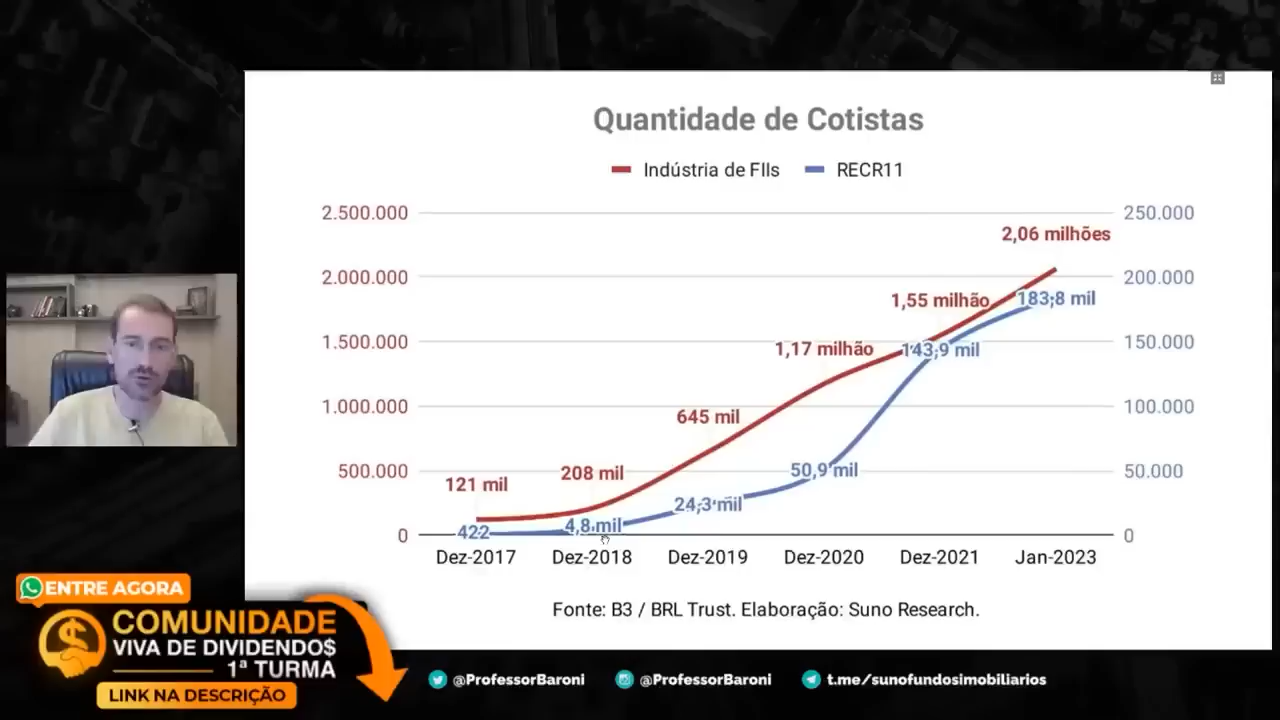 Quantidade de Cotistas
Indústria de FIIs
RECR11
2.500.000
2.000.000
1.500.000
1.000.000
500.000
0
250.000
200.000
150.000
100.000
50.000
0
121 mil
208 mil
645 mil
1,17 milhão
1,55 milhão
2,06 milhões
422
4,8 mil
24,3 mil
50,9 mil
143,9 mil
183,8 mil
Dez-2017 Dez-2018 Dez-2019 Dez-2020 Dez-2021 Jan-2023
Fonte: B3 / BRL Trust. Elaboração: Suno Research.
ENTRE AGORA
COMUNIDADE
VIVA DE DIVIDENDO$
1ª TURMA
LINK NA DESCRIÇÃO
@ProfessorBaroni @ProfessorBaroni t.me/sunofundosimobiliarios